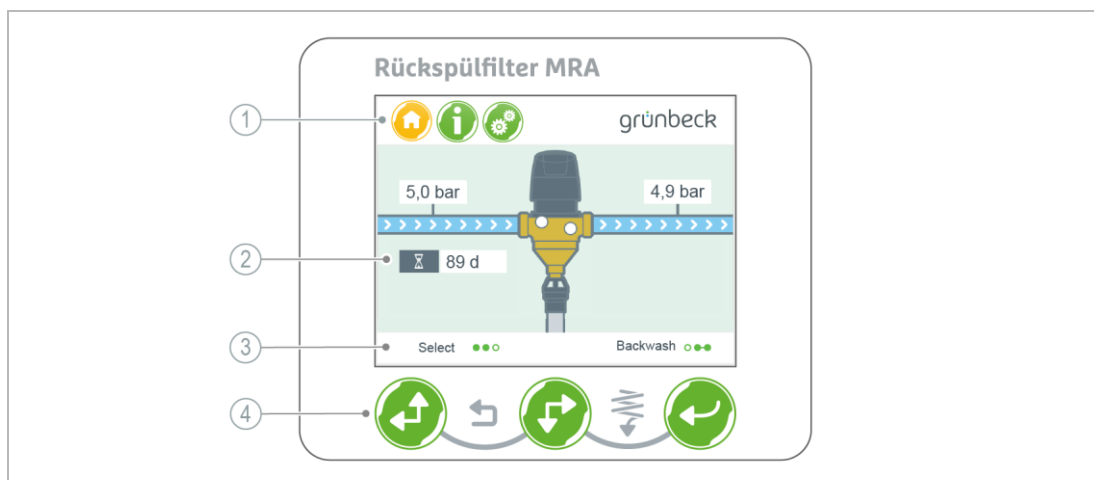 Rückspülfilter MRA
1
grünbeck
5,0 bar
4,9 bar
2
89 d
3
Select
Backwash
4